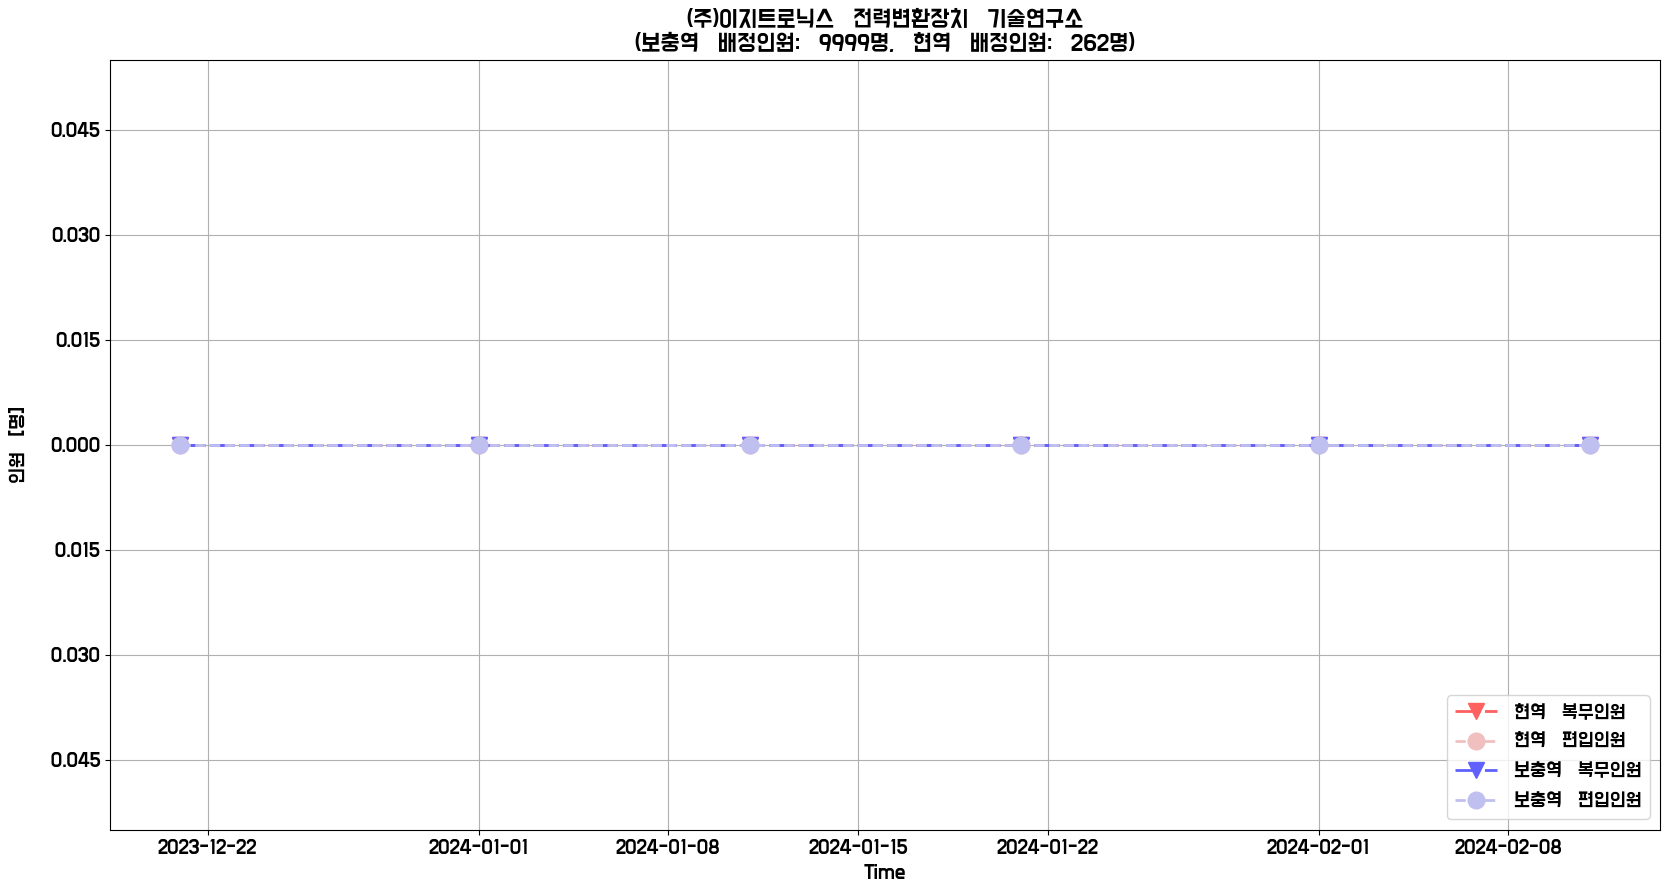 (주)이지트로닉스 전력변환장치 기술연구소
(보충역 배정인원: 9999명, 현역 배정인원: 262명)
0.045
0.030
0.015
0.000
0.015
0.030
0.045
인원 [명]
2023-12-22
2024-01-01
2024-01-08
2024-01-15
2024-01-22
2024-02-01
2024-02-08
Time
현역 복무인원
현역 편입인원
보충역 복무인원
보충역 편입인원